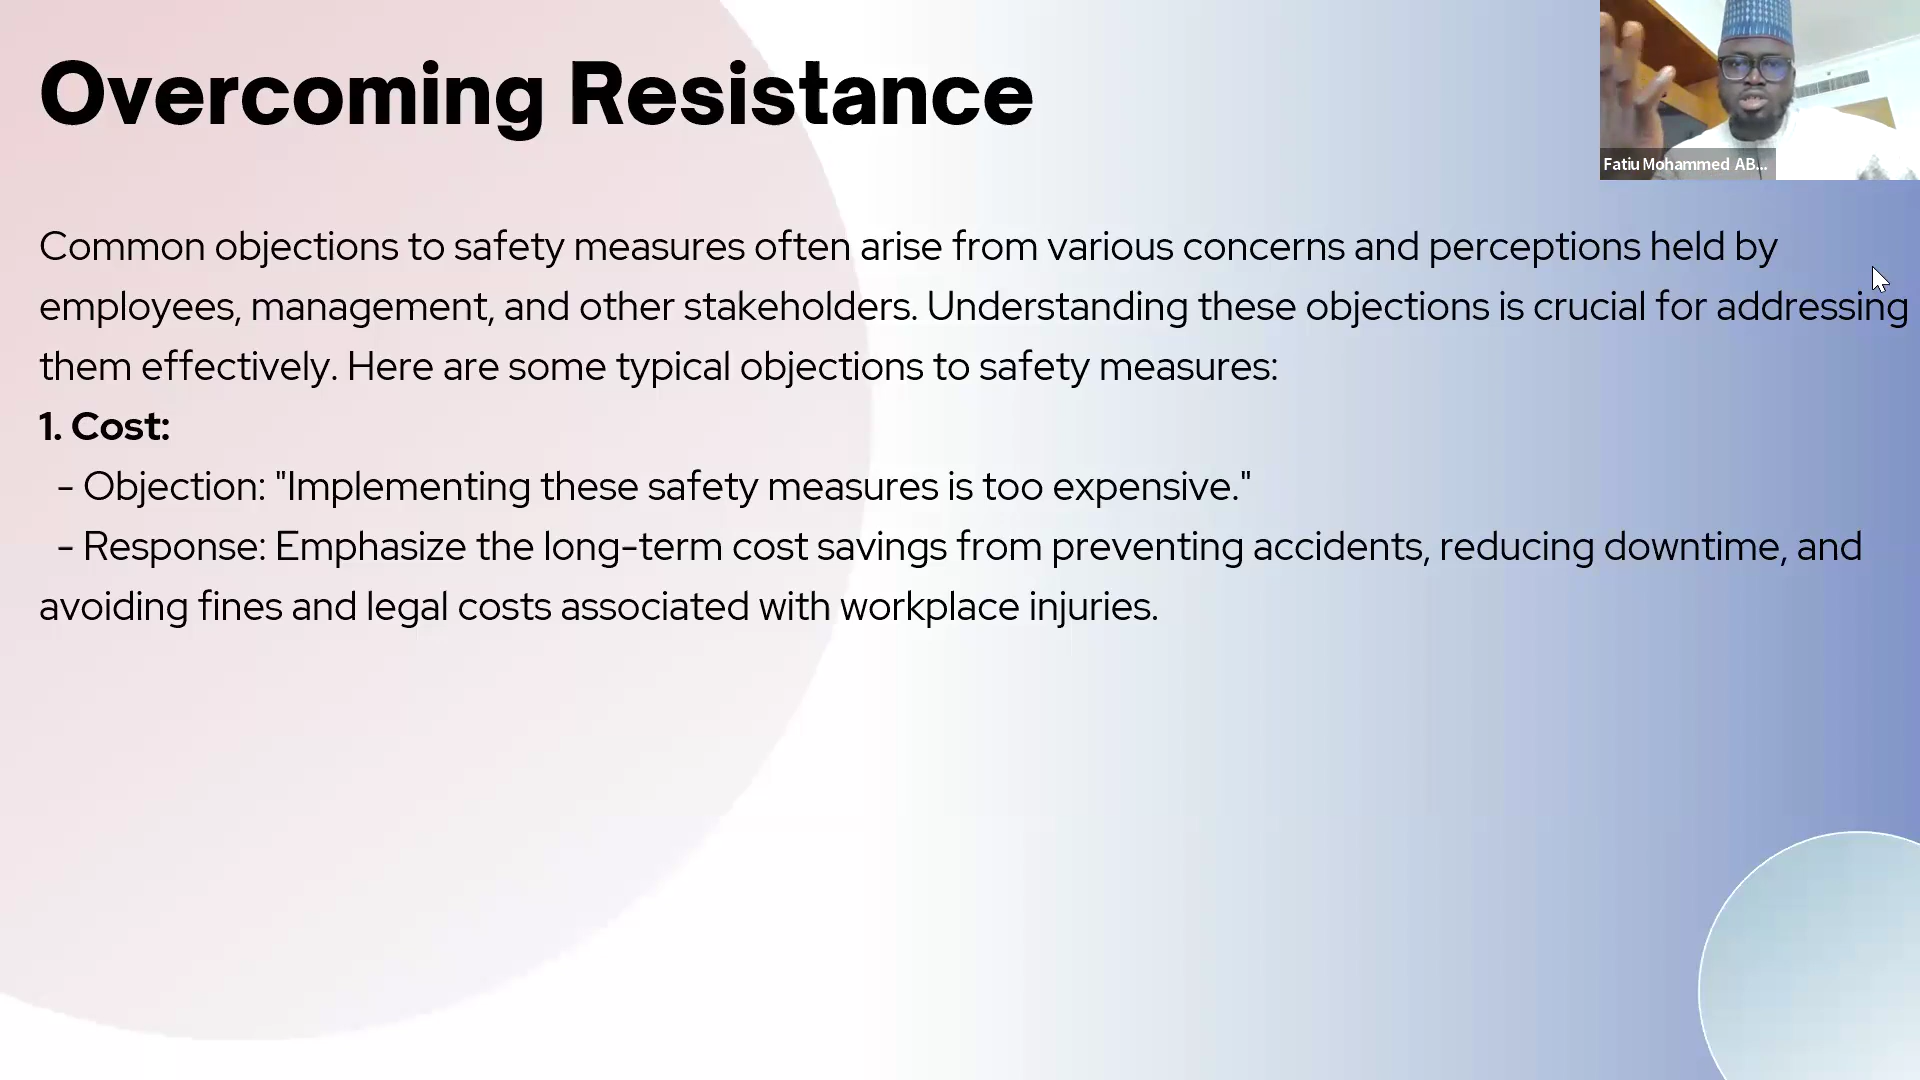 Overcoming Resistance
Fatiu Mohammed AB...
Common objections to safety measures often arise from various concerns and perceptions held by
employees, management, and other stakeholders. Understanding these objections is crucial for addressing
them effectively. Here are some typical objections to safety measures:
1. Cost:
- Objection: "Implementing these safety measures is too expensive."
- Response: Emphasize the long-term cost savings from preventing accidents, reducing downtime, and
avoiding fines and legal costs associated with workplace injuries.